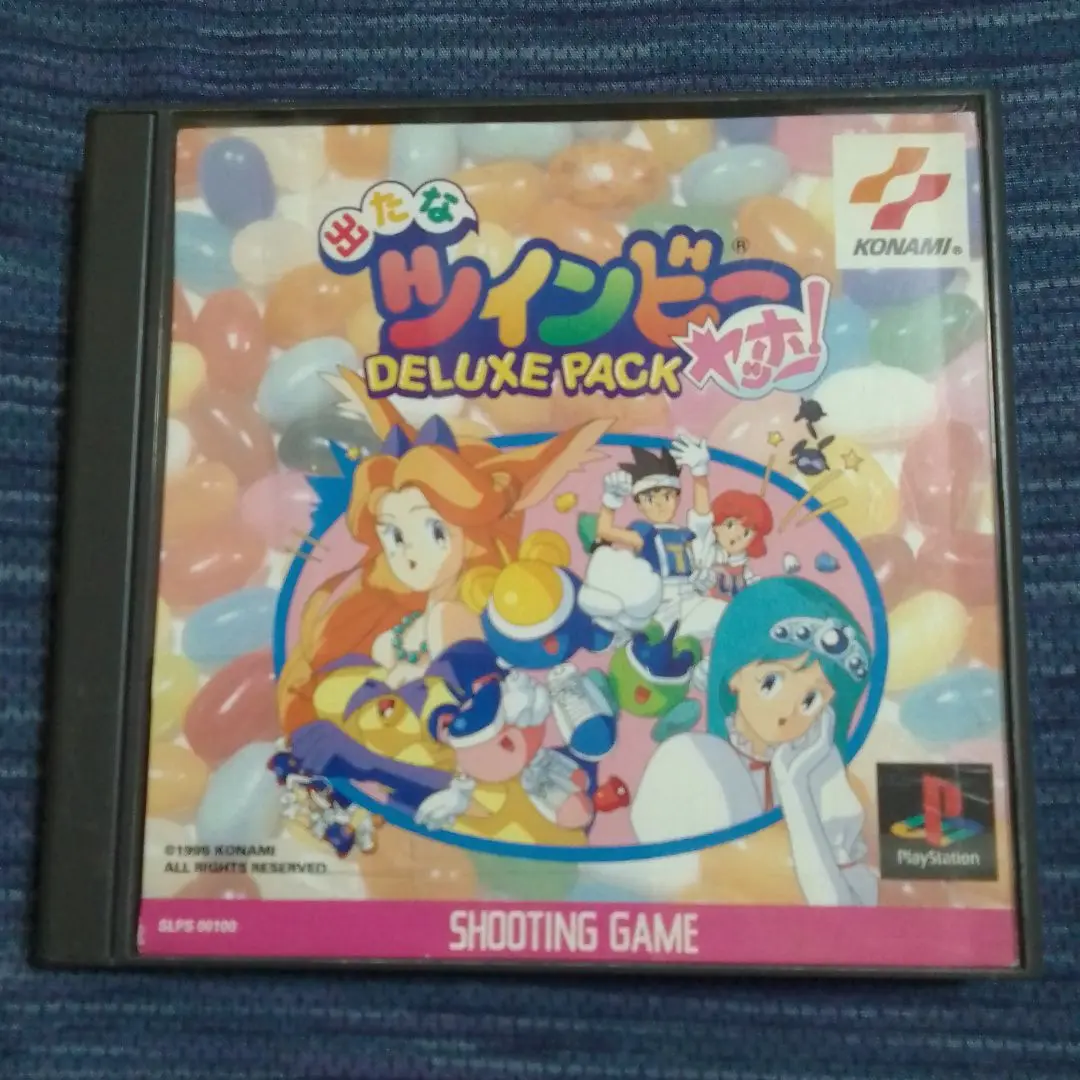 出たな
ツインビー®
ヤッホー!
DELUXE PACK
KONAMI®
PlayStation
©1995 KONAMI
ALL RIGHTS RESERVED
SLPS 00100
SHOOTING GAME